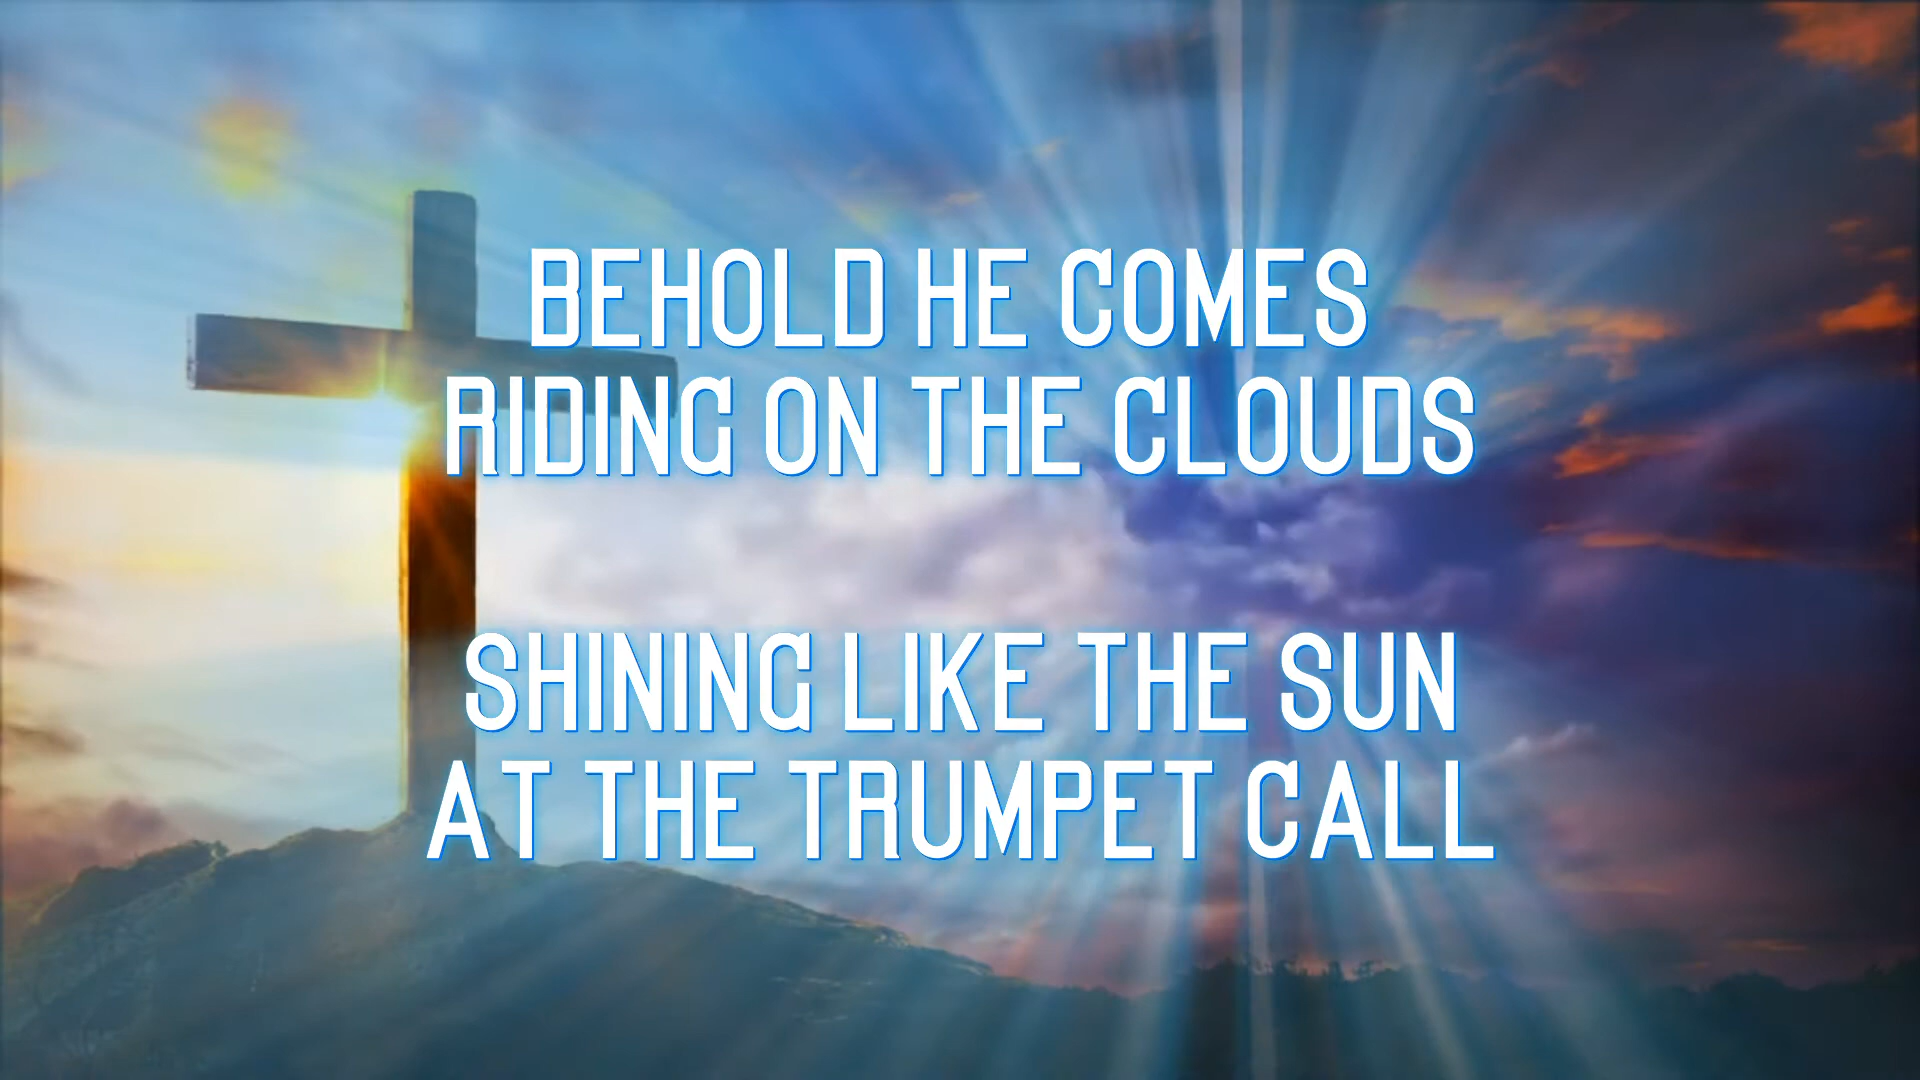 BEHOLD HE COMES
RIDING ON THE CLOUDS
SHINING LIKE THE SUN
AT THE TRUMPET CALL